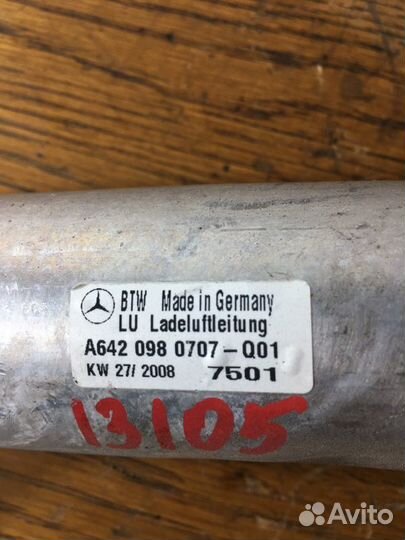 BTW Made in Germany
LU Ladeluftleitung
A642 098 0707-Q01
KW 27/ 2008 7501
13105
Avito